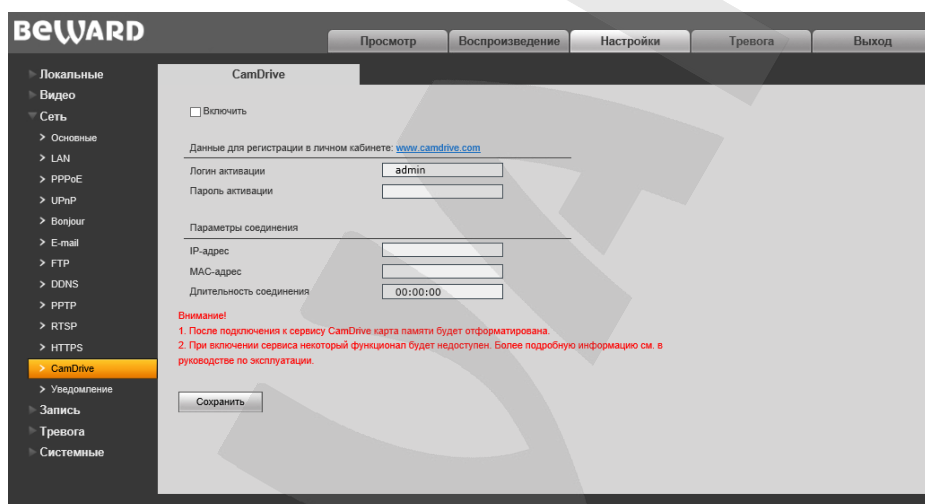 BEWARD
Просмотр Воспроизведение Настройки Тревога Выход
Локальные
Видео
Сеть
> Основные
> LAN
> PPPoE
> UPnP
> Bonjour
> E-mail
> FTP
> DDNS
> PPTP
> RTSP
> HTTPS
> CamDrive
> Уведомление
Запись
Тревога
Системные
CamDrive
Включить
Данные для регистрации в личном кабинете: www.camdrive.com
Логин активации admin
Пароль активации
Параметры соединения
IP-адрес
MAC-адрес
Длительность соединения 00:00:00
Внимание!
1. После подключения к сервису CamDrive карта памяти будет отформатирована.
2. При включении сервиса некоторый функционал будет недоступен. Более подробную информацию см. в
руководстве по эксплуатации.
Сохранить